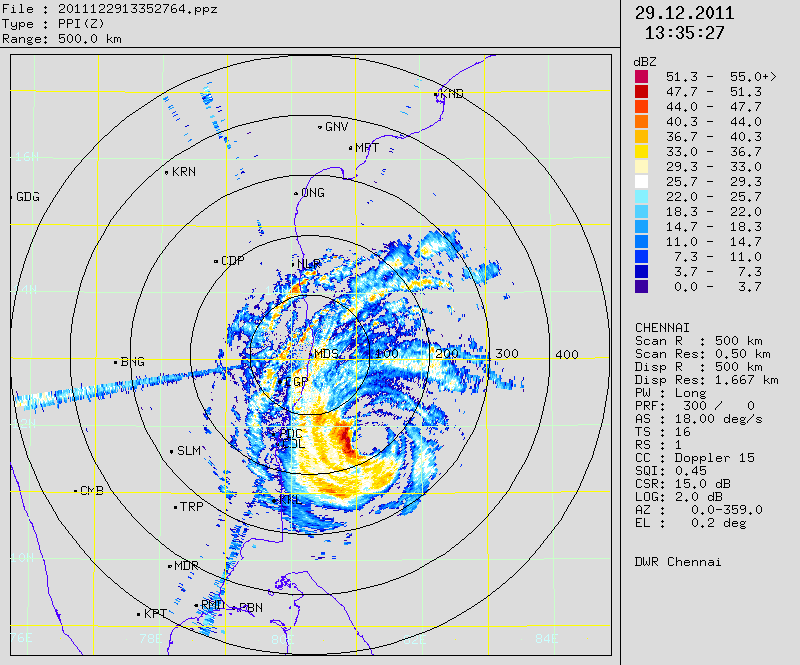 File : 2011122913352764.ppz
Type : PPI(Z)
Range: 500.0 km
29.12.2011
13:35:27
dBZ
51.3 - 55.0+>
47.7 - 51.3
44.0 - 47.7
40.3 - 44.0
36.7 - 40.3
33.0 - 36.7
29.3 - 33.0
25.7 - 29.3
22.0 - 25.7
18.3 - 22.0
14.7 - 18.3
11.0 - 14.7
7.3 - 11.0
3.7 - 7.3
0.0 - 3.7
KND
GNV
MPT
16N
KRN
GDG
ONG
CDP
NLR
MDS 100 200 300 400
BNG
SLM
CMB
TRP
10N
MDR
RMD
PBN
KPT
76E
78E
84E
CHENNAI
Scan R : 500 km
Scan Res: 0.50 km
Disp R : 500 km
Disp Res: 1.667 km
PW : Long
PRF: 300 / 0
AS : 18.00 deg/s
TS : 16
RS : 1
CC : Doppler 15
SQI: 0.45
CSR: 15.0 dB
LOG: 2.0 dB
AZ : 0.0-359.0
EL : 0.2 deg
DWR Chennai